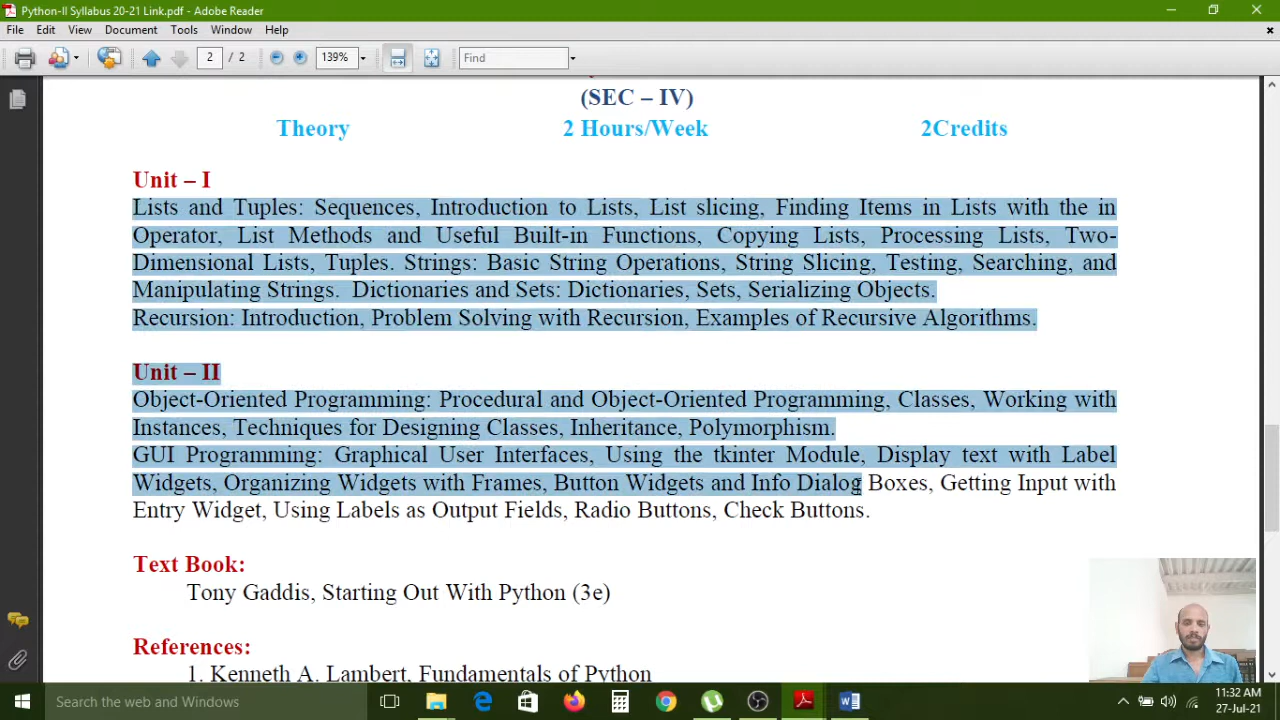 Python-II Syllabus 20-21 Link.pdf - Adobe Reader
File Edit View Document Tools Window Help
2 / 2 139% Find
(SEC – IV)
Theory 2 Hours/Week 2Credits
Unit – I
Lists and Tuples: Sequences, Introduction to Lists, List slicing, Finding Items in Lists with the in
Operator, List Methods and Useful Built-in Functions, Copying Lists, Processing Lists, Two-
Dimensional Lists, Tuples. Strings: Basic String Operations, String Slicing, Testing, Searching, and
Manipulating Strings. Dictionaries and Sets: Dictionaries, Sets, Serializing Objects.
Recursion: Introduction, Problem Solving with Recursion, Examples of Recursive Algorithms.
Unit – II
Object-Oriented Programming: Procedural and Object-Oriented Programming, Classes, Working with
Instances, Techniques for Designing Classes, Inheritance, Polymorphism.
GUI Programming: Graphical User Interfaces, Using the tkinter Module, Display text with Label
Widgets, Organizing Widgets with Frames, Button Widgets and Info Dialog Boxes, Getting Input with
Entry Widget, Using Labels as Output Fields, Radio Buttons, Check Buttons.
Text Book:
Tony Gaddis, Starting Out With Python (3e)
References:
1. Kenneth A. Lambert, Fundamentals of Python
Search the web and Windows
11:32 AM
27-Jul-21